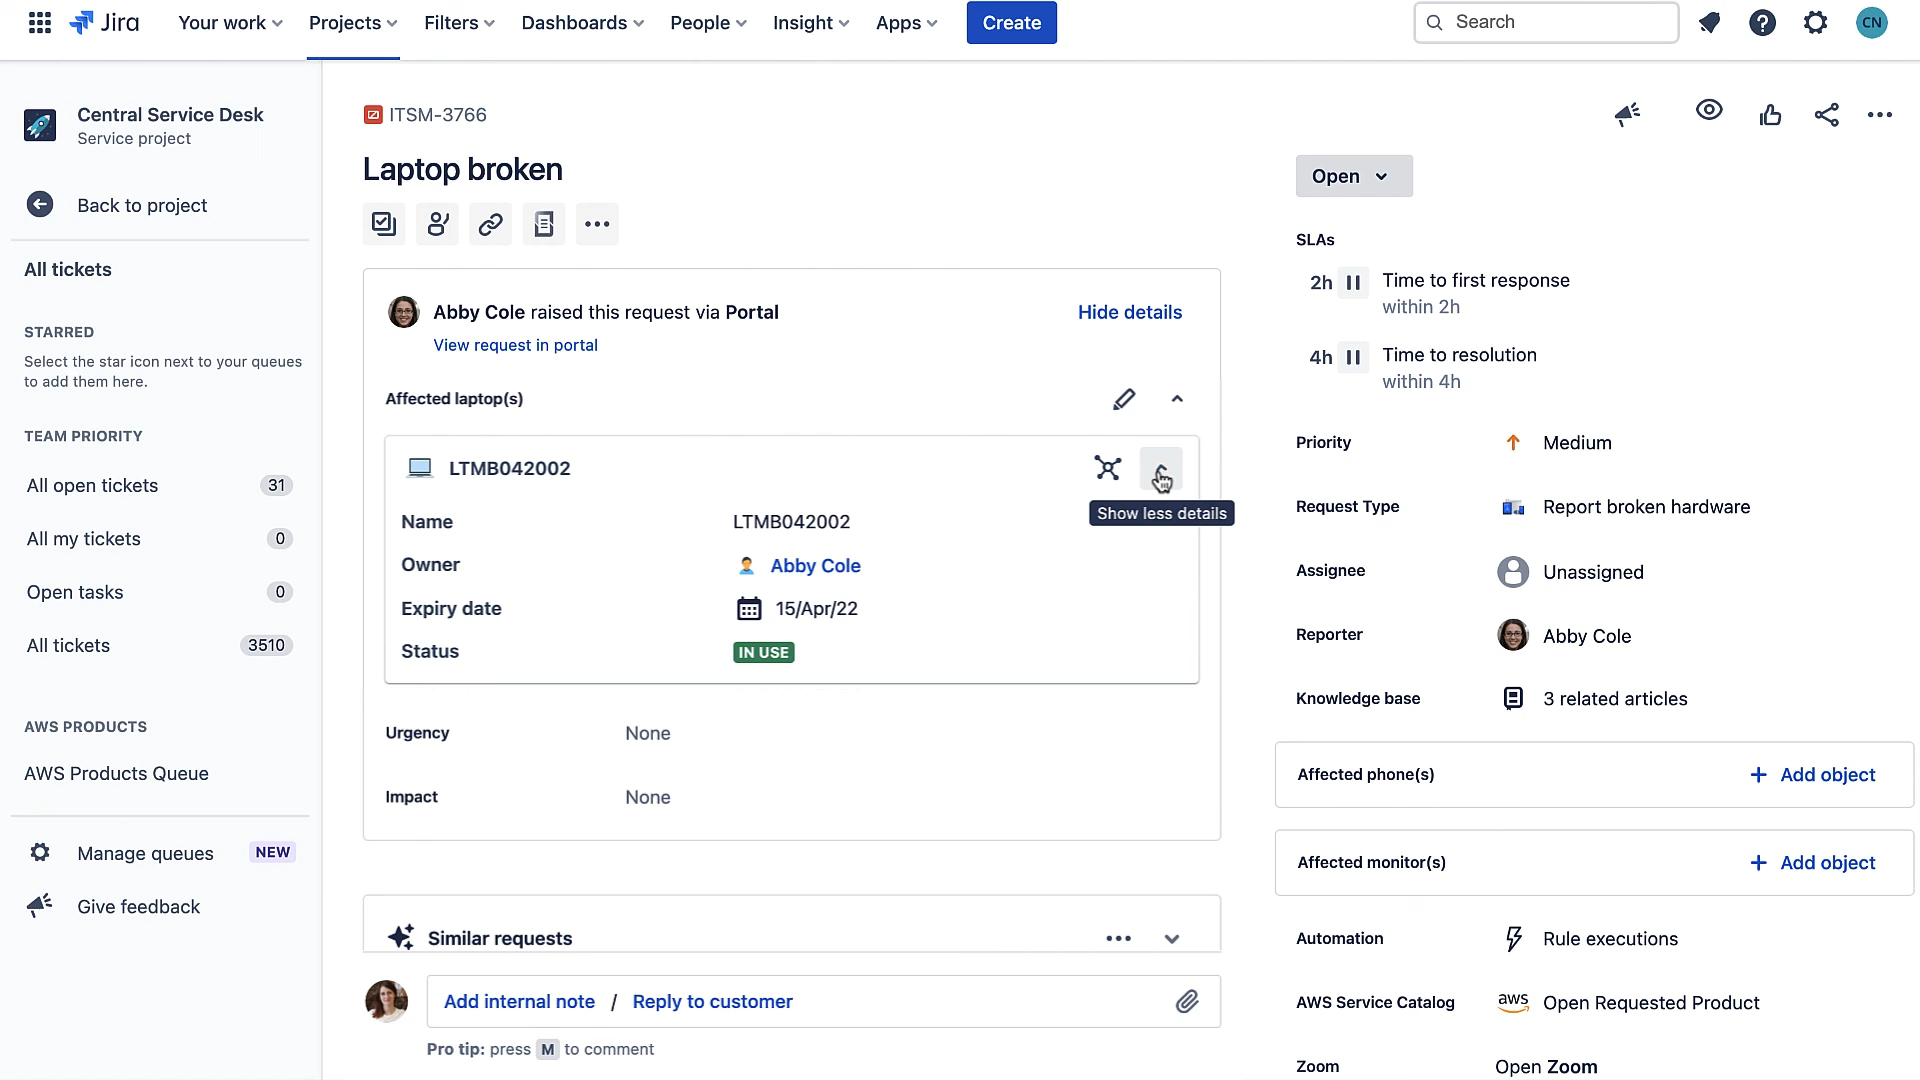 Jira
Your work
Projects
Filters
Dashboards
People
Insight
Apps
Create
Search
CN
Central Service Desk
Service project
Back to project
All tickets
STARRED
Select the star icon next to your queues
to add them here.
TEAM PRIORITY
All open tickets 31
All my tickets 0
Open tasks 0
All tickets 3510
AWS PRODUCTS
AWS Products Queue
Manage queues NEW
Give feedback
ITSM-3766
Laptop broken
Abby Cole raised this request via Portal
Hide details
View request in portal
Affected laptop(s)
LTMB042002
Show less details
Name LTMB042002
Owner Abby Cole
Expiry date 15/Apr/22
Status IN USE
Urgency None
Impact None
Similar requests
Add internal note / Reply to customer
Pro tip: press M to comment
Open
SLAs
2h Time to first response
within 2h
4h Time to resolution
within 4h
Priority Medium
Request Type Report broken hardware
Assignee Unassigned
Reporter Abby Cole
Knowledge base 3 related articles
Affected phone(s) + Add object
Affected monitor(s) + Add object
Automation Rule executions
AWS Service Catalog aws Open Requested Product
Zoom Open Zoom